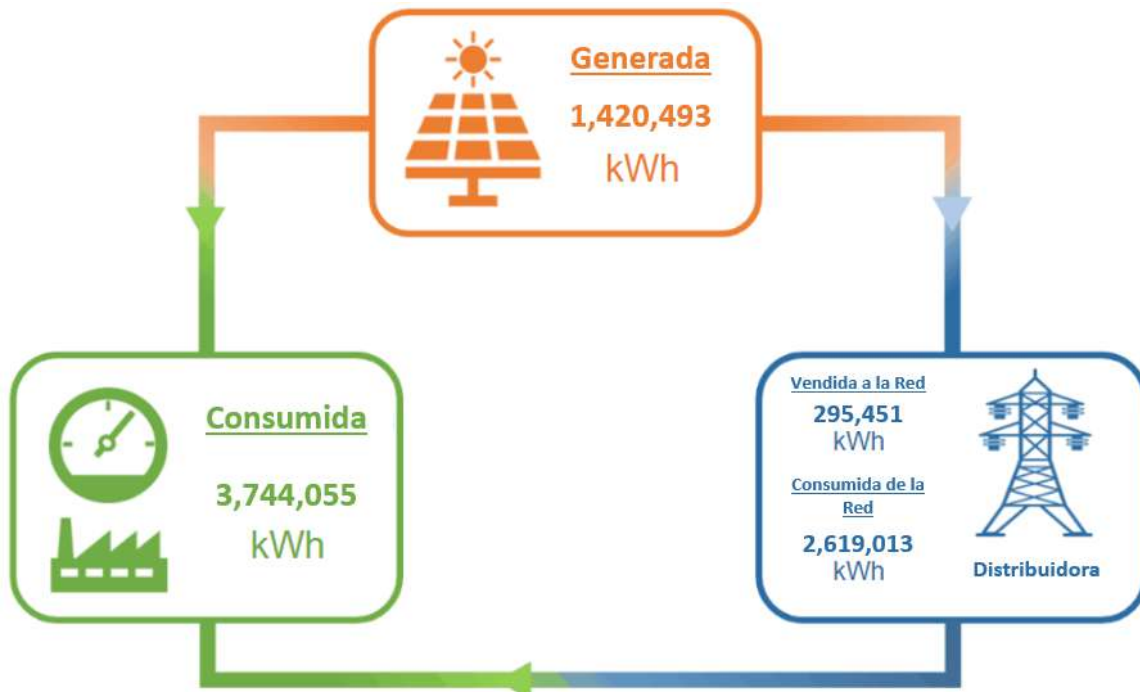 Generada
1,420,493
kWh
Consumida
3,744,055
kWh
Vendida a la Red
295,451
kWh
Consumida de la
Red
2,619,013
kWh
Distribuidora